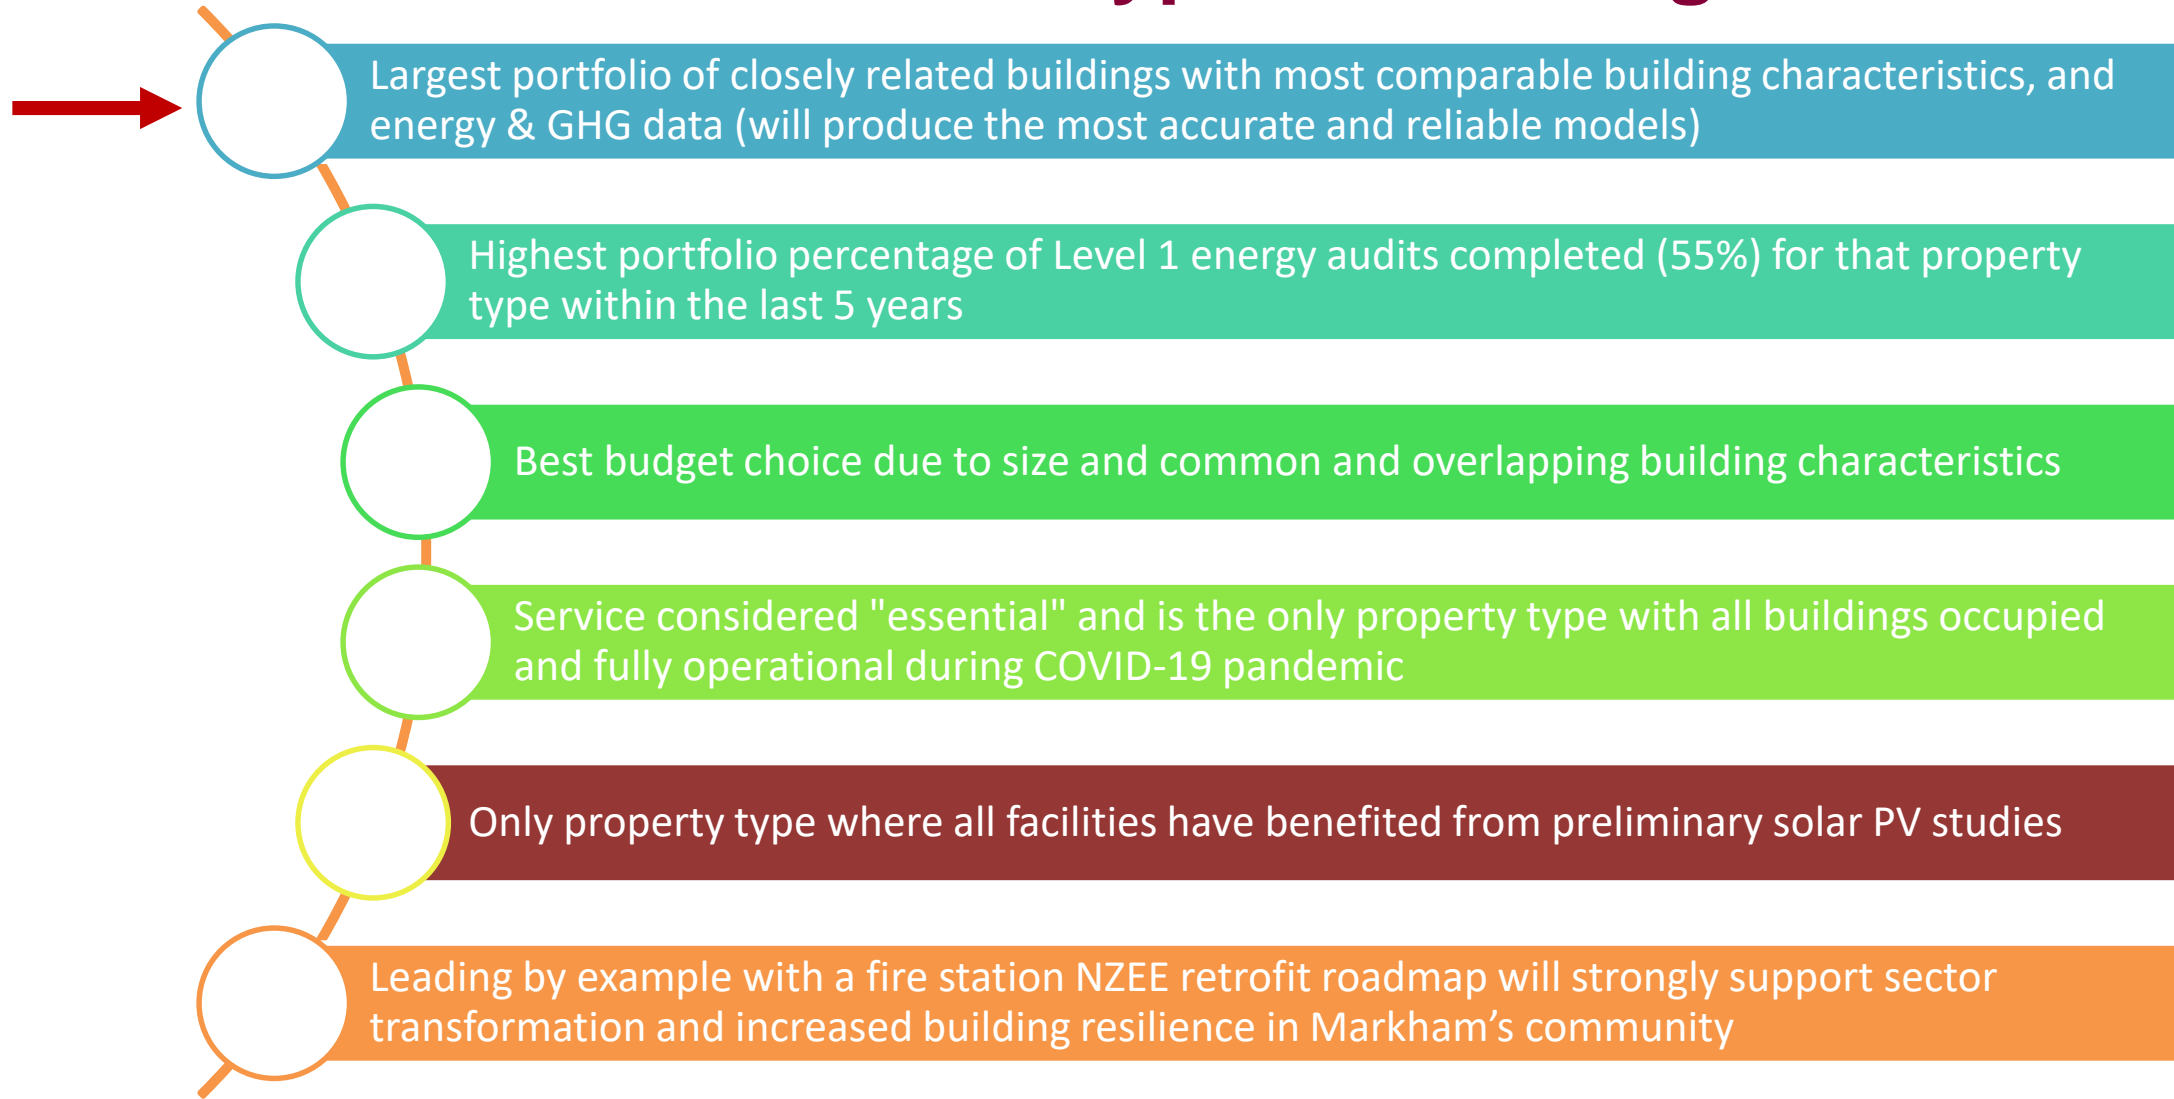 Largest portfolio of closely related buildings with most comparable building characteristics, and
energy & GHG data (will produce the most accurate and reliable models)
Highest portfolio percentage of Level 1 energy audits completed (55%) for that property
type within the last 5 years
Best budget choice due to size and common and overlapping building characteristics
Service considered "essential" and is the only property type with all buildings occupied
and fully operational during COVID-19 pandemic
Only property type where all facilities have benefited from preliminary solar PV studies
Leading by example with a fire station NZEE retrofit roadmap will strongly support sector
transformation and increased building resilience in Markham’s community